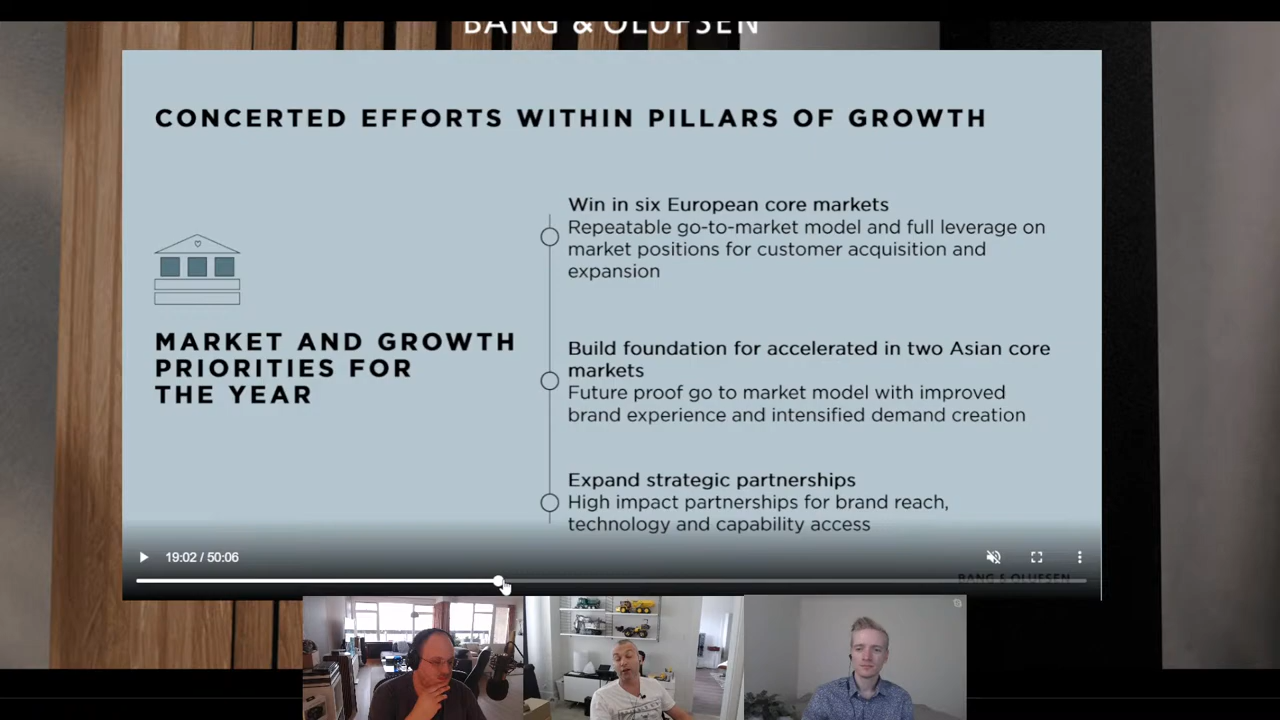 BANG & OLUFSEN
CONCERTED EFFORTS WITHIN PILLARS OF GROWTH
MARKET AND GROWTH
PRIORITIES FOR
THE YEAR
Win in six European core markets
Repeatable go-to-market model and full leverage on
market positions for customer acquisition and
expansion
Build foundation for accelerated in two Asian core
markets
Future proof go to market model with improved
brand experience and intensified demand creation
Expand strategic partnerships
High impact partnerships for brand reach,
technology and capability access
19:02 / 50:06
BANG & OLUFSEN